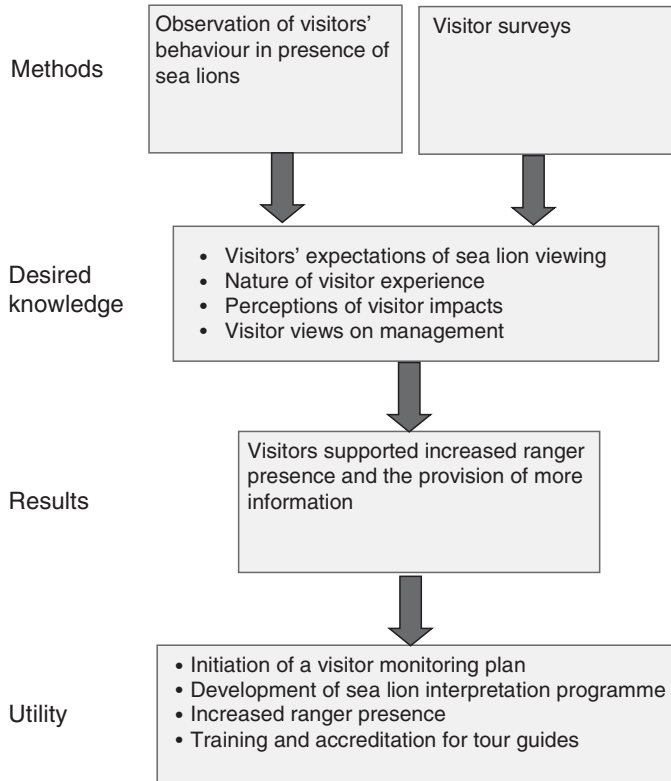 Methods
Observation of visitors’
behaviour in presence of
sea lions
Visitor surveys
Desired
knowledge
• Visitors’ expectations of sea lion viewing
• Nature of visitor experience
• Perceptions of visitor impacts
• Visitor views on management
Results
Visitors supported increased ranger
presence and the provision of more
information
Utility
• Initiation of a visitor monitoring plan
• Development of sea lion interpretation programme
• Increased ranger presence
• Training and accreditation for tour guides